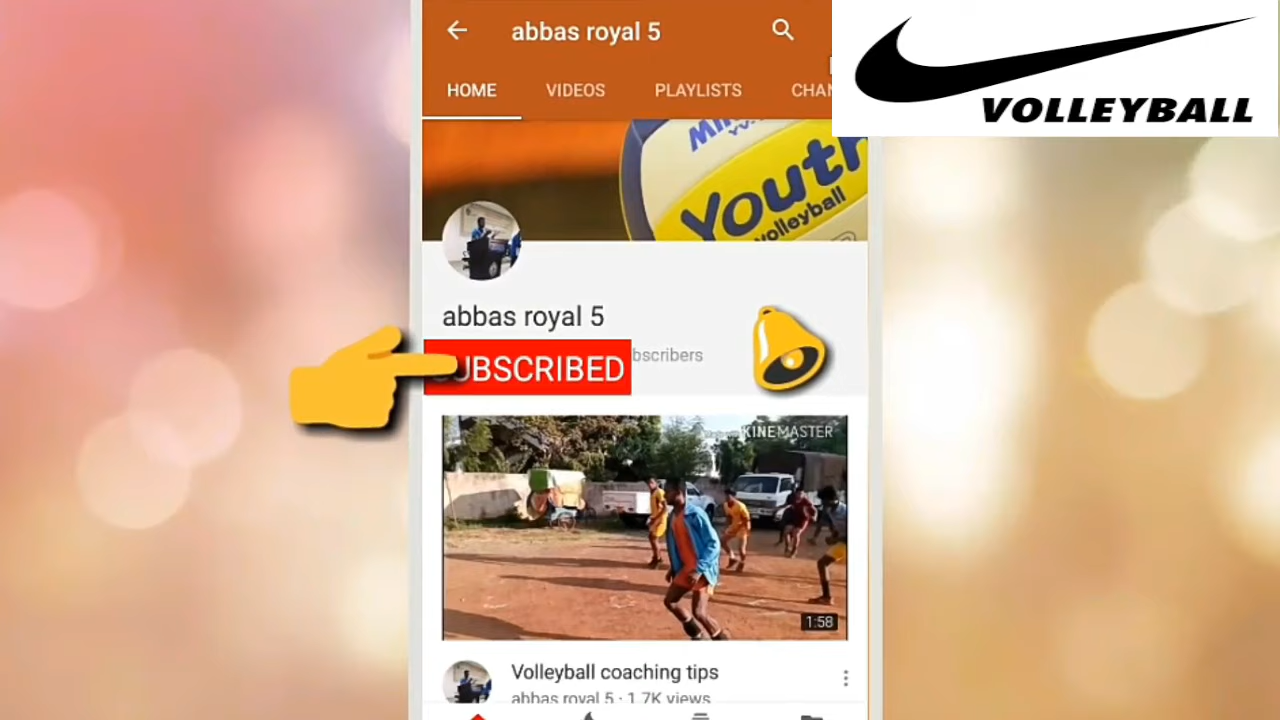 abbas royal 5
HOME VIDEOS PLAYLISTS
VOLLEYBALL
Youth
volleyball
abbas royal 5
SUBSCRIBED
KINEMASTER
1:58
Volleyball coaching tips
abbas royal 5 · 1.7K views